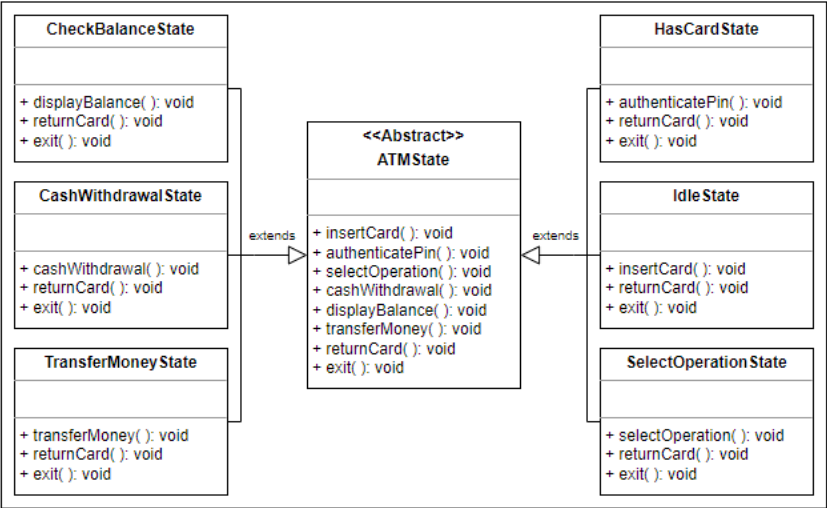 CheckBalanceState
+ displayBalance( ): void
+ returnCard( ): void
+ exit( ): void
CashWithdrawalState
+ cashWithdrawal( ): void
+ returnCard( ): void
+ exit( ): void
TransferMoneyState
+ transferMoney( ): void
+ returnCard( ): void
+ exit( ): void
extends
<<Abstract>>
ATMState
+ insertCard( ): void
+ authenticatePin( ): void
+ selectOperation( ): void
+ cashWithdrawal( ): void
+ displayBalance( ): void
+ transferMoney( ): void
+ returnCard( ): void
+ exit( ): void
extends
HasCardState
+ authenticatePin( ): void
+ returnCard( ): void
+ exit( ): void
IdleState
+ insertCard( ): void
+ returnCard( ): void
+ exit( ): void
SelectOperationState
+ selectOperation( ): void
+ returnCard( ): void
+ exit( ): void